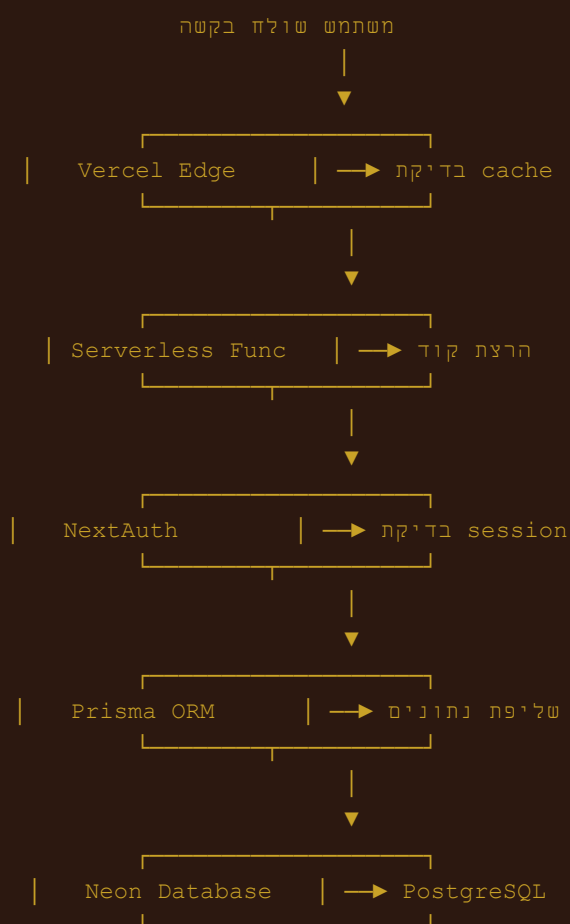 משתמש שולח בקשה
Vercel Edge
בדיקת cache
Serverless Func
הרצת קוד
NextAuth
בדיקת session
Prisma ORM
שליפת נתונים
Neon Database
PostgreSQL